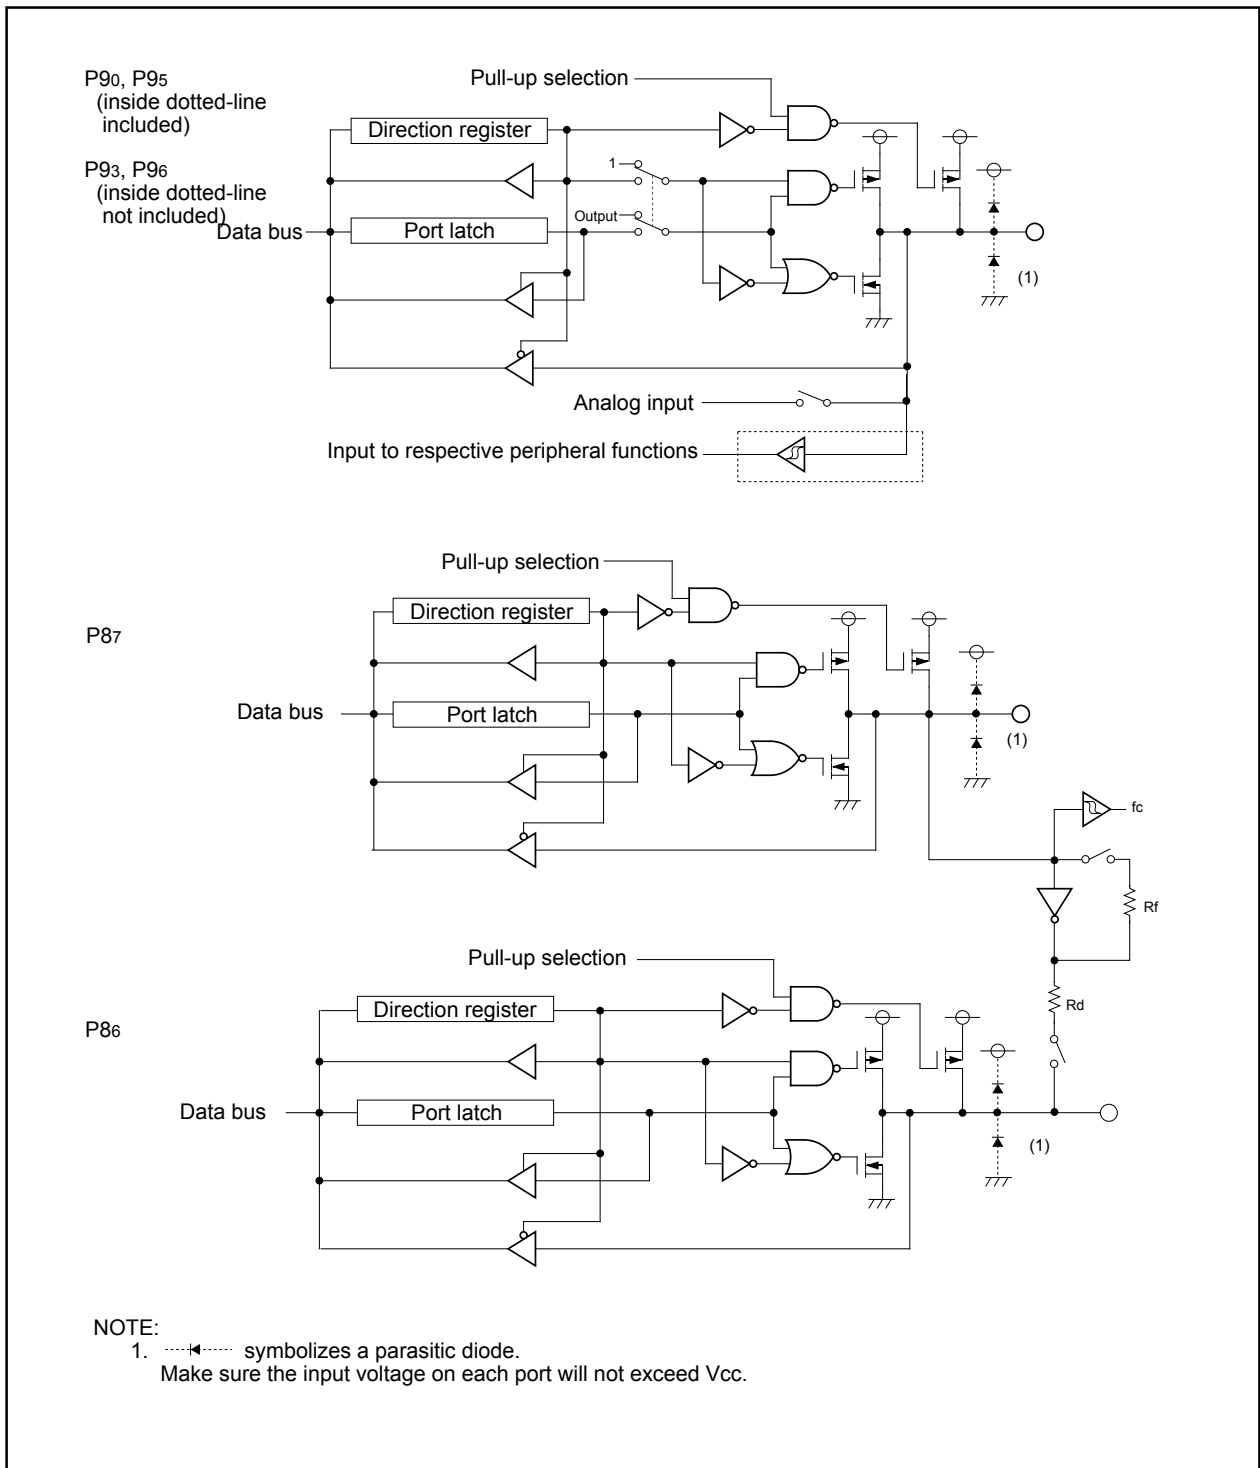 P90, P95
(inside dotted-line
included)
Pull-up selection
Direction register
P93, P96
(inside dotted-line
not included)
1
Output
Data bus
Port latch
(1)
Analog input
Input to respective peripheral functions
Pull-up selection
Direction register
P87
Data bus
Port latch
(1)
fc
Rf
Pull-up selection
Rd
Direction register
P86
Data bus
Port latch
(1)
NOTE:
1. symbolizes a parasitic diode.
Make sure the input voltage on each port will not exceed Vcc.